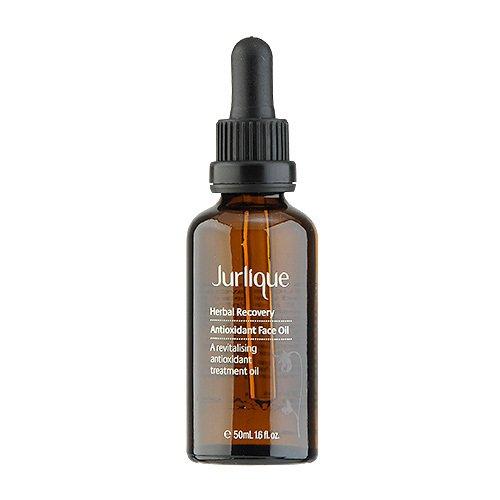 Jurlique
Herbal Recovery
Antioxidant Face Oil
A revitalising
antioxidant
treatment oil
℮ 50mL 1.6 fl. oz.